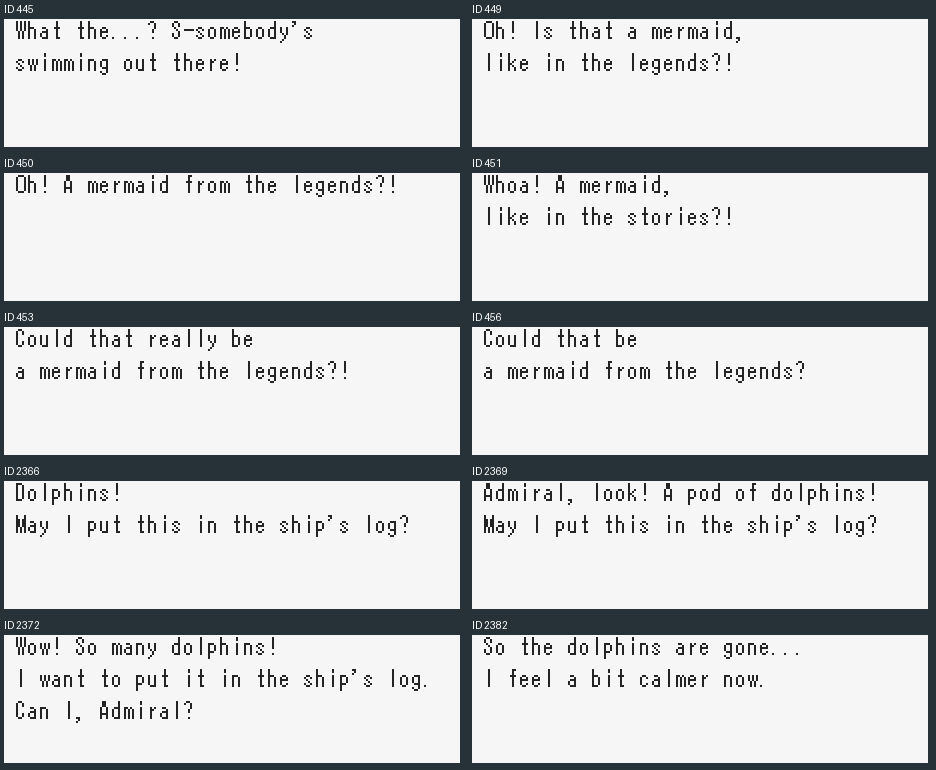 ID 445
What the...? S-somebody's
swimming out there!
ID 449
Oh! Is that a mermaid,
like in the legends?!
ID 450
Oh! A mermaid from the legends?!
ID 451
Whoa! A mermaid,
like in the stories?!
ID 453
Could that really be
a mermaid from the legends?!
ID 456
Could that be
a mermaid from the legends?
ID 2366
Dolphins!
May I put this in the ship's log?
ID 2369
Admiral, look! A pod of dolphins!
May I put this in the ship's log?
ID 2372
Wow! So many dolphins!
I want to put it in the ship's log.
Can I, Admiral?
ID 2382
So the dolphins are gone...
I feel a bit calmer now.